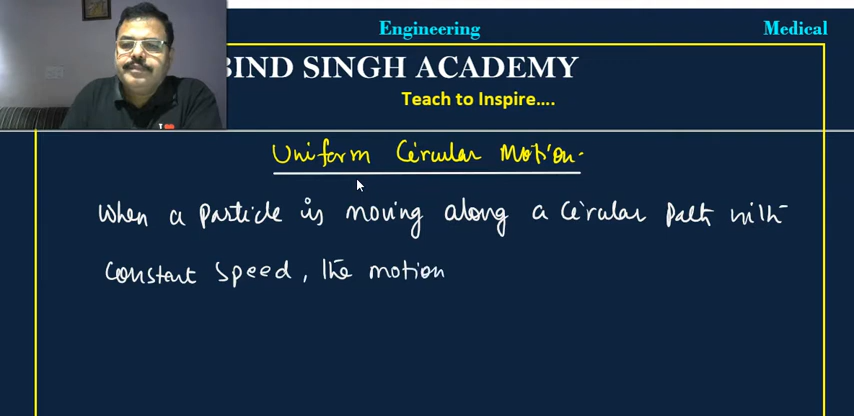 Engineering Medical
BIND SINGH ACADEMY
Teach to Inspire....
Uniform Circular Motion.
When a particle is moving along a circular path with
constant speed, the motion